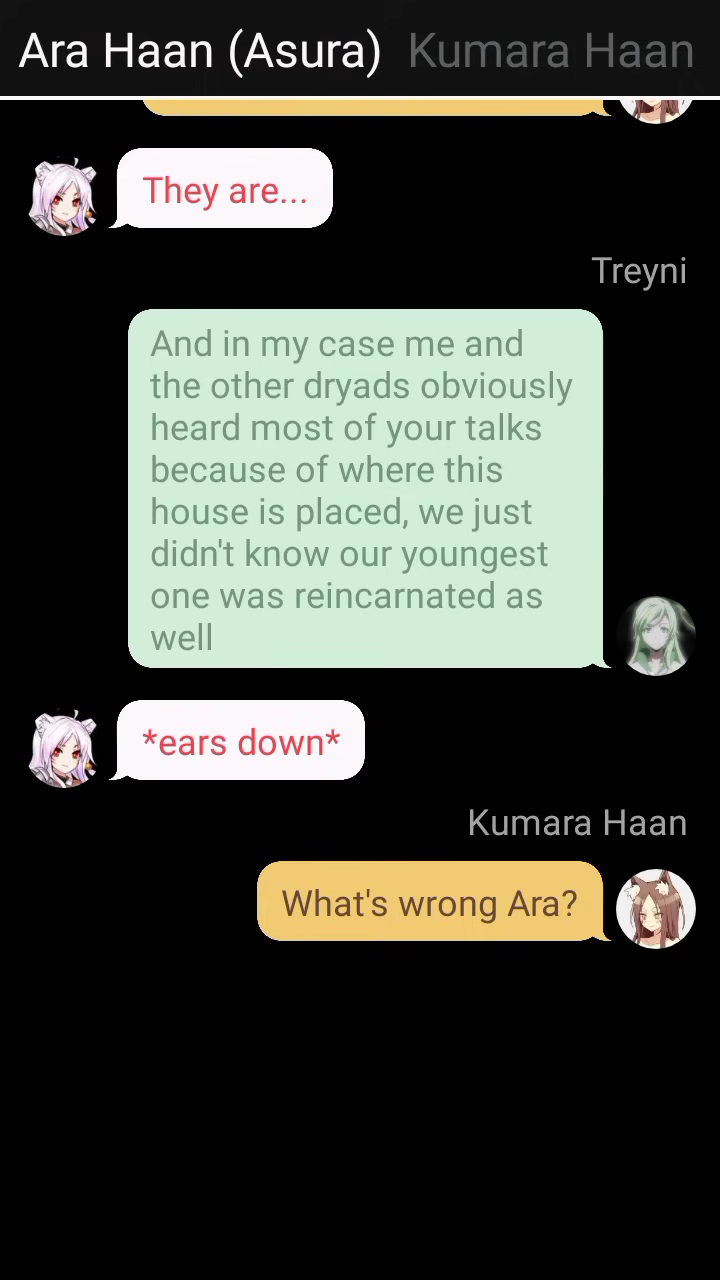 Ara Haan (Asura) Kumara Haan
They are...
Treyni
And in my case me and
the other dryads obviously
heard most of your talks
because of where this
house is placed, we just
didn't know our youngest
one was reincarnated as
well
*ears down*
Kumara Haan
What's wrong Ara?